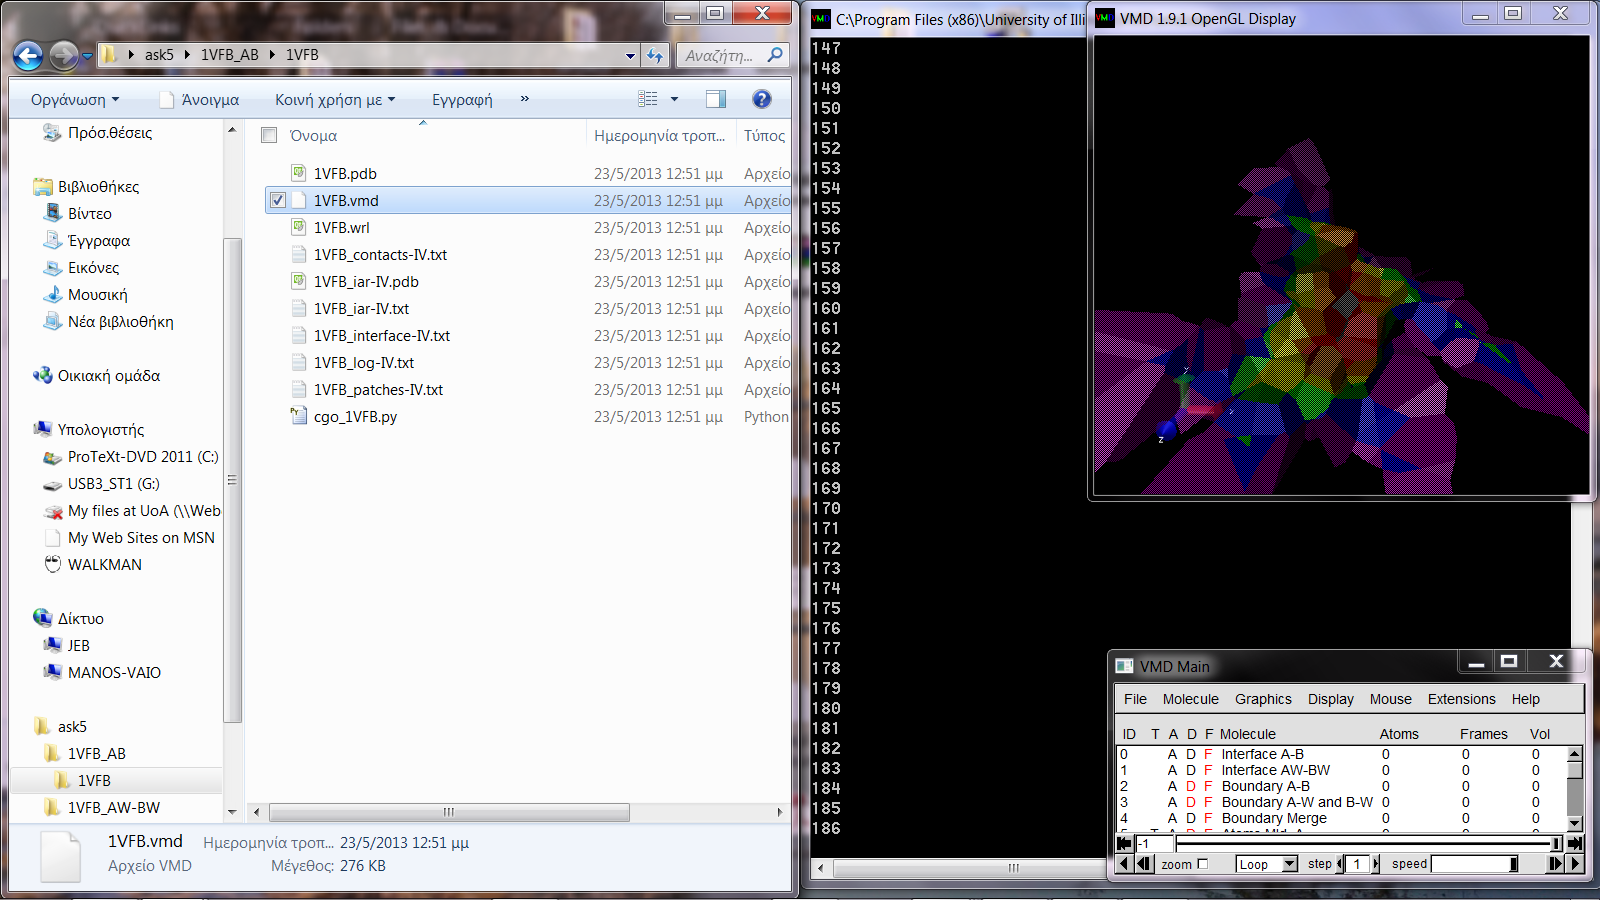 ask5 1VFB_AB 1VFB
Αναζήτη...
Οργάνωση Άνοιγμα Κοινή χρήση με Εγγραφή »
Πρόσ.θέσεις
Βιβλιοθήκες
Βίντεο
Έγγραφα
Εικόνες
Μουσική
Νέα βιβλιοθήκη
Οικιακή ομάδα
Υπολογιστής
ProTeXt-DVD 2011 (C:)
USB3_ST1 (G:)
My files at UoA (\\Web
My Web Sites on MSN
WALKMAN
Δίκτυο
JEB
MANOS-VAIO
ask5
1VFB_AB
1VFB
1VFB_AW-BW
Όνομα Ημερομηνία τροπ... Τύπος
1VFB.pdb 23/5/2013 12:51 μμ Αρχείο
1VFB.vmd 23/5/2013 12:51 μμ Αρχείο
1VFB.wrl 23/5/2013 12:51 μμ Αρχείο
1VFB_contacts-IV.txt 23/5/2013 12:51 μμ Αρχείο
1VFB_iar-IV.pdb 23/5/2013 12:51 μμ Αρχείο
1VFB_iar-IV.txt 23/5/2013 12:51 μμ Αρχείο
1VFB_interface-IV.txt 23/5/2013 12:51 μμ Αρχείο
1VFB_log-IV.txt 23/5/2013 12:51 μμ Αρχείο
1VFB_patches-IV.txt 23/5/2013 12:51 μμ Αρχείο
cgo_1VFB.py 23/5/2013 12:51 μμ Python
1VFB.vmd Ημερομηνία τροπ... 23/5/2013 12:51 μμ
Αρχείο VMD Μέγεθος: 276 KB
VMD C:\Program Files (x86)\University of Illi
147
148
149
150
151
152
153
154
155
156
157
158
159
160
161
162
163
164
165
166
167
168
169
170
171
172
173
174
175
176
177
178
179
180
181
182
183
184
185
186
VMD VMD 1.9.1 OpenGL Display
z
VMD Main
File Molecule Graphics Display Mouse Extensions Help
ID T A D F Molecule Atoms Frames Vol
0 A D F Interface A-B 0 0 0
1 A D F Interface AW-BW 0 0 0
2 A D F Boundary A-B 0 0 0
3 A D F Boundary A-W and B-W 0 0 0
4 A D F Boundary Merge 0 0 0
-1
zoom Loop step 1 speed